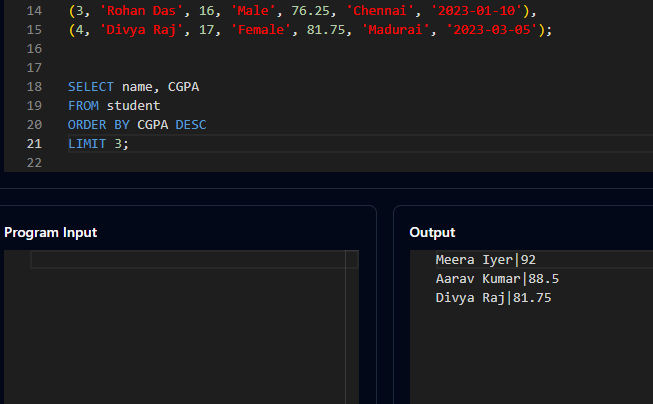 14 (3, 'Rohan Das', 16, 'Male', 76.25, 'Chennai', '2023-01-10'),
15 (4, 'Divya Raj', 17, 'Female', 81.75, 'Madurai', '2023-03-05');
16
17
18 SELECT name, CGPA
19 FROM student
20 ORDER BY CGPA DESC
21 LIMIT 3;
22
Program Input
Output
Meera Iyer|92
Aarav Kumar|88.5
Divya Raj|81.75